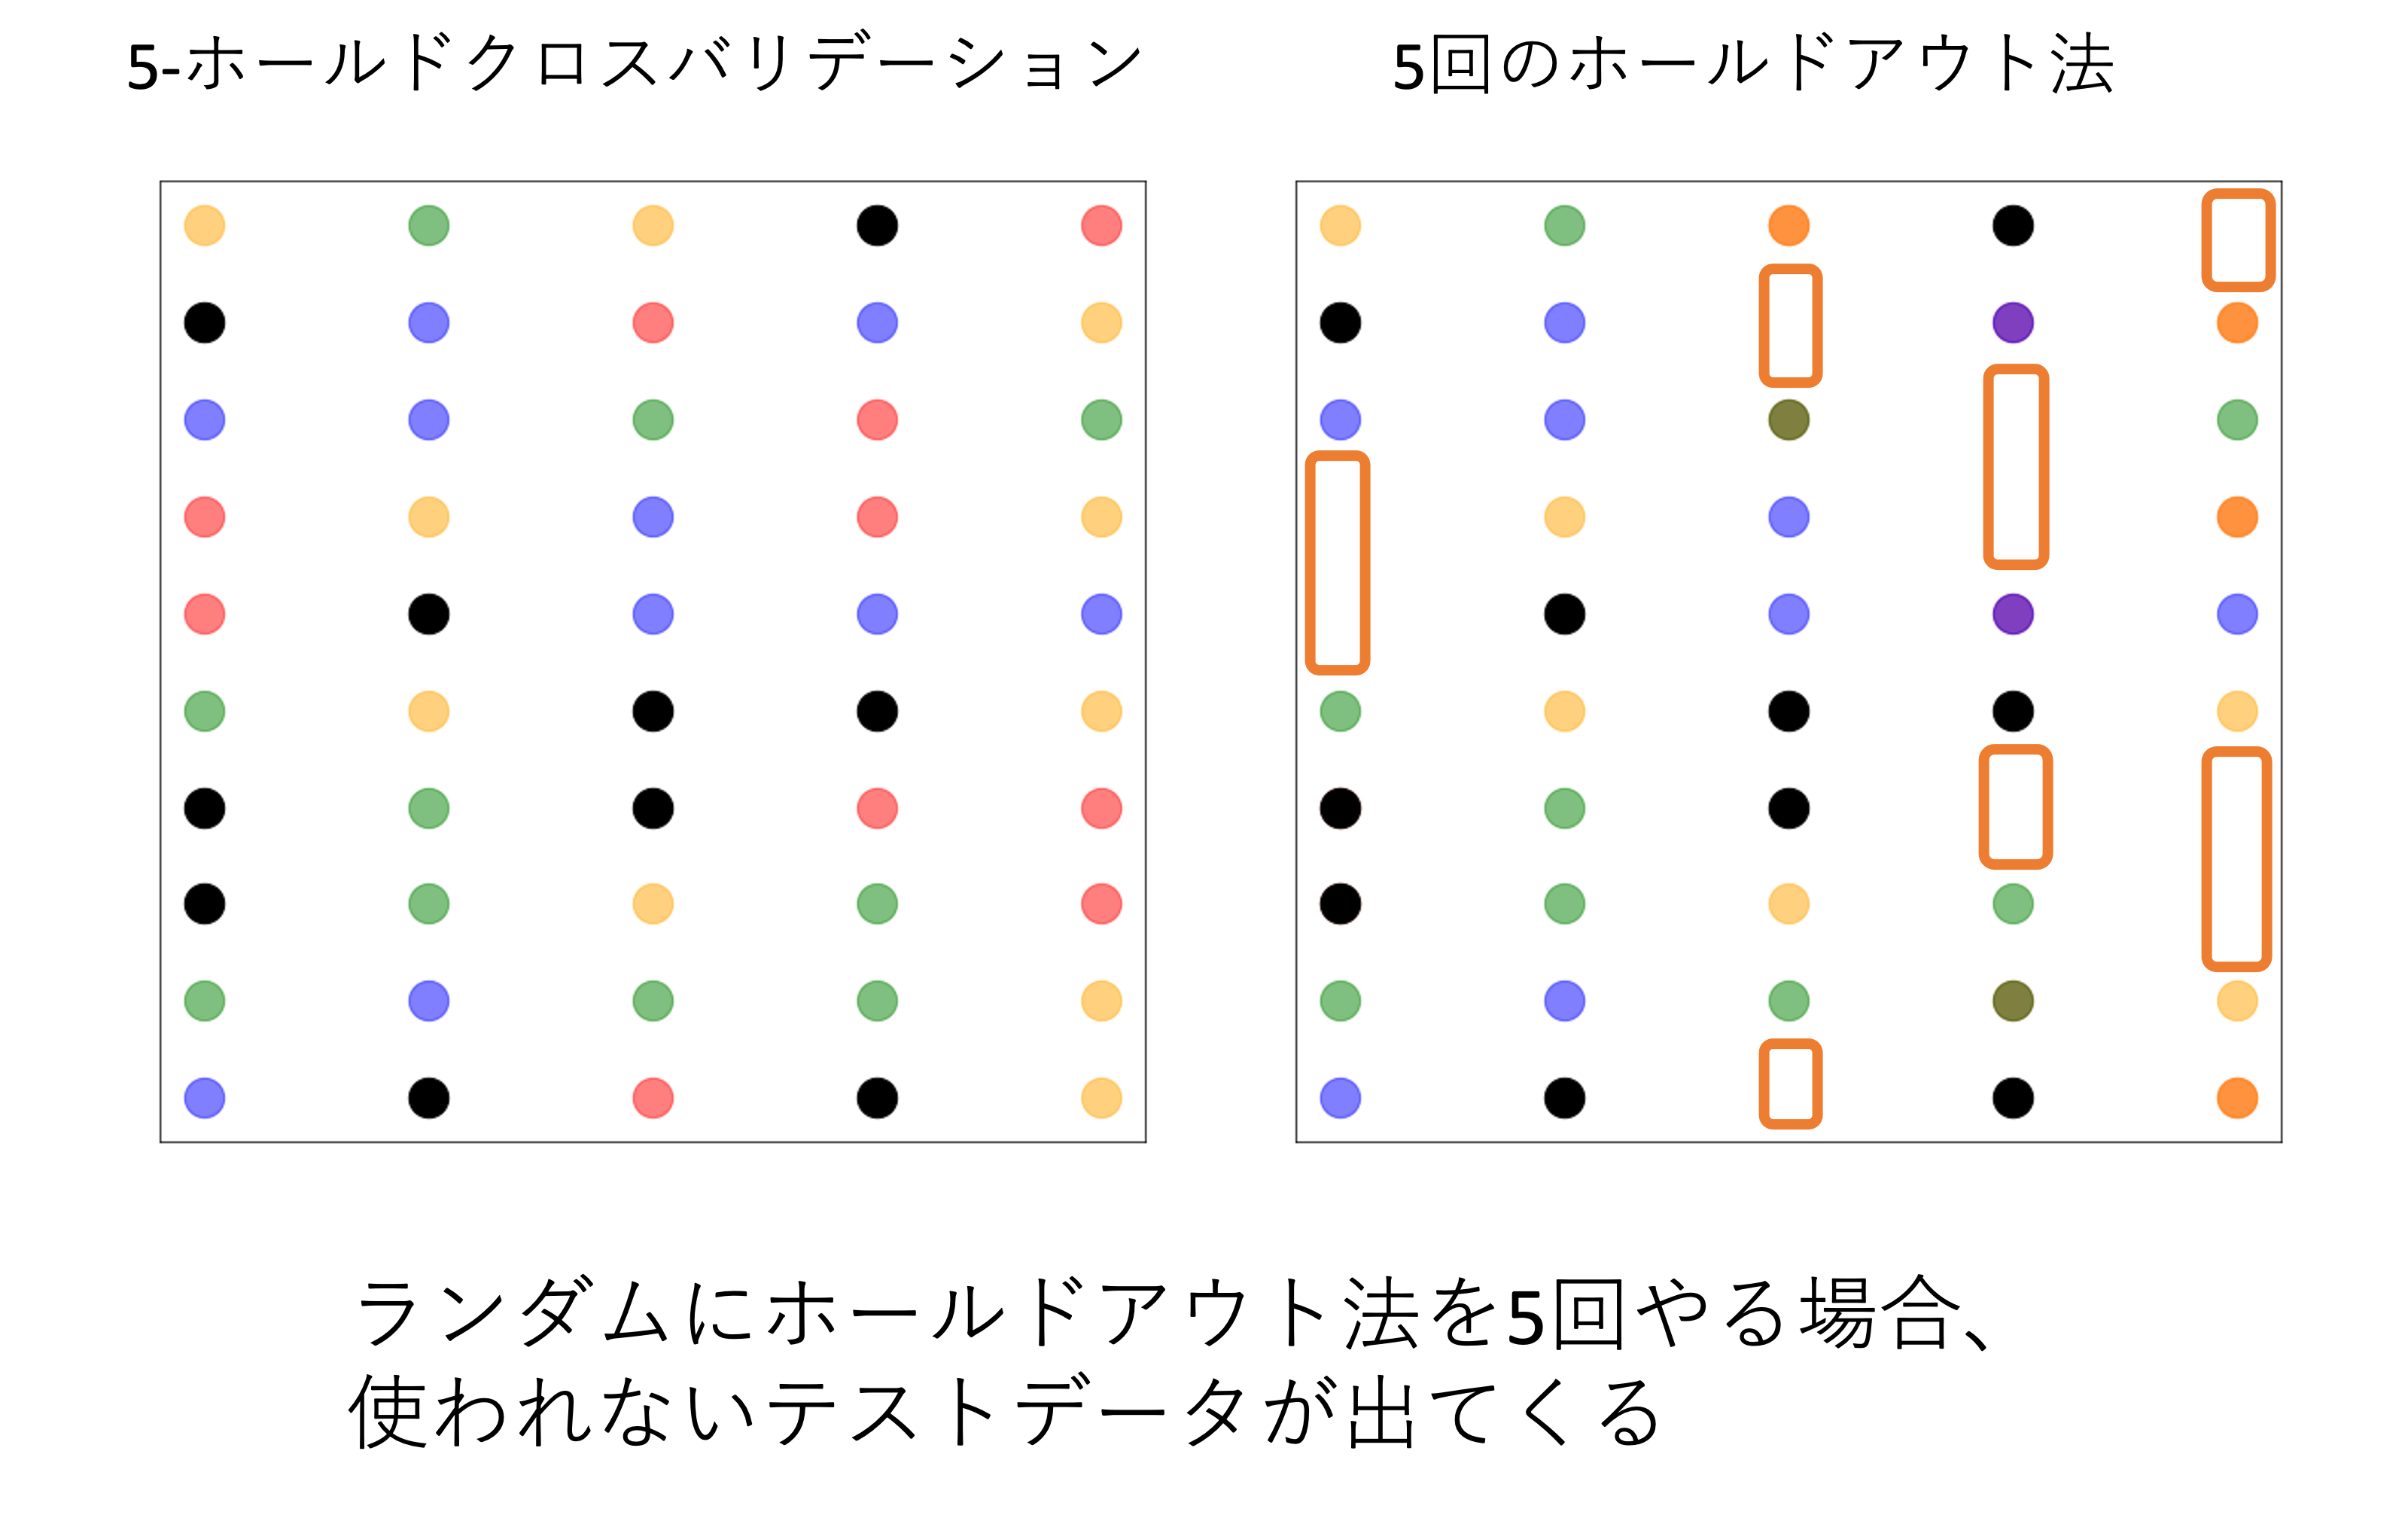 5-ホールドクロスバリデーション
5回のホールドアウト法
ランダムにホールドアウト法を5回やる場合、
使われないテストデータが出てくる